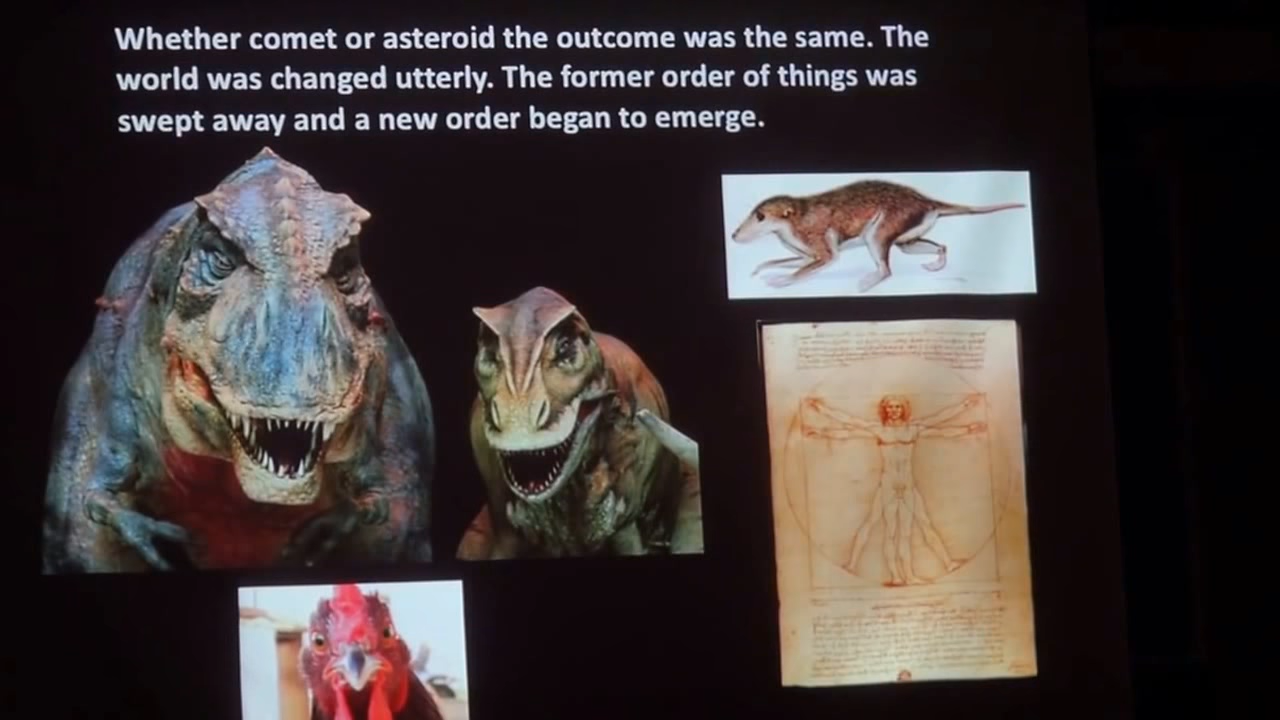 Whether comet or asteroid the outcome was the same. The
world was changed utterly. The former order of things was
swept away and a new order began to emerge.